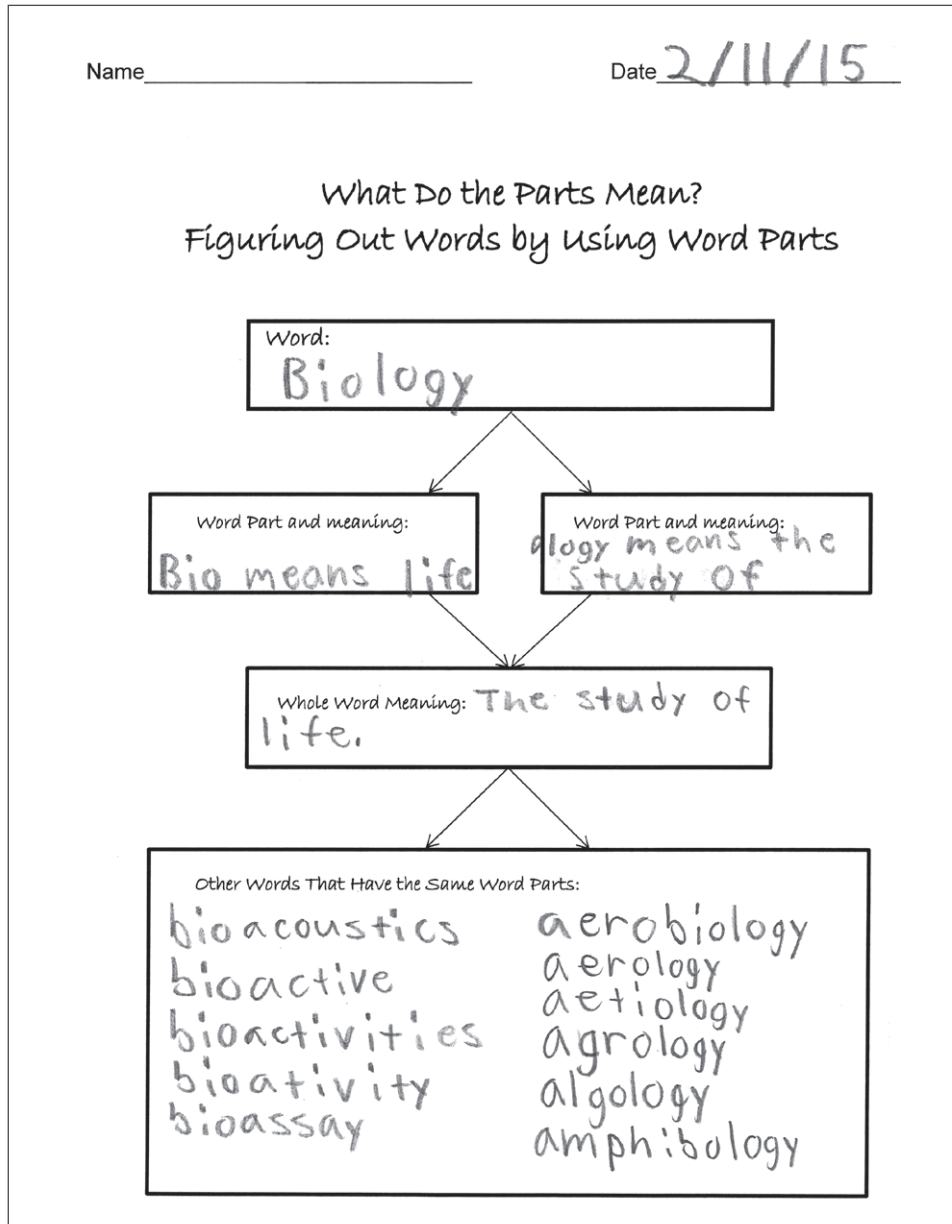 Name
Date 2/11/15
What Do the Parts Mean?
Figuring Out Words by Using Word Parts
Word:
Biology
Word Part and meaning:
Bio means life
Word Part and meaning:
ology means the
study of
Whole Word Meaning: The study of
life.
Other Words That Have the Same Word Parts:
bioacoustics
bioactive
bioactivities
bioativity
bioassay
aerobiology
aerology
aetiology
agrology
algology
amphibology